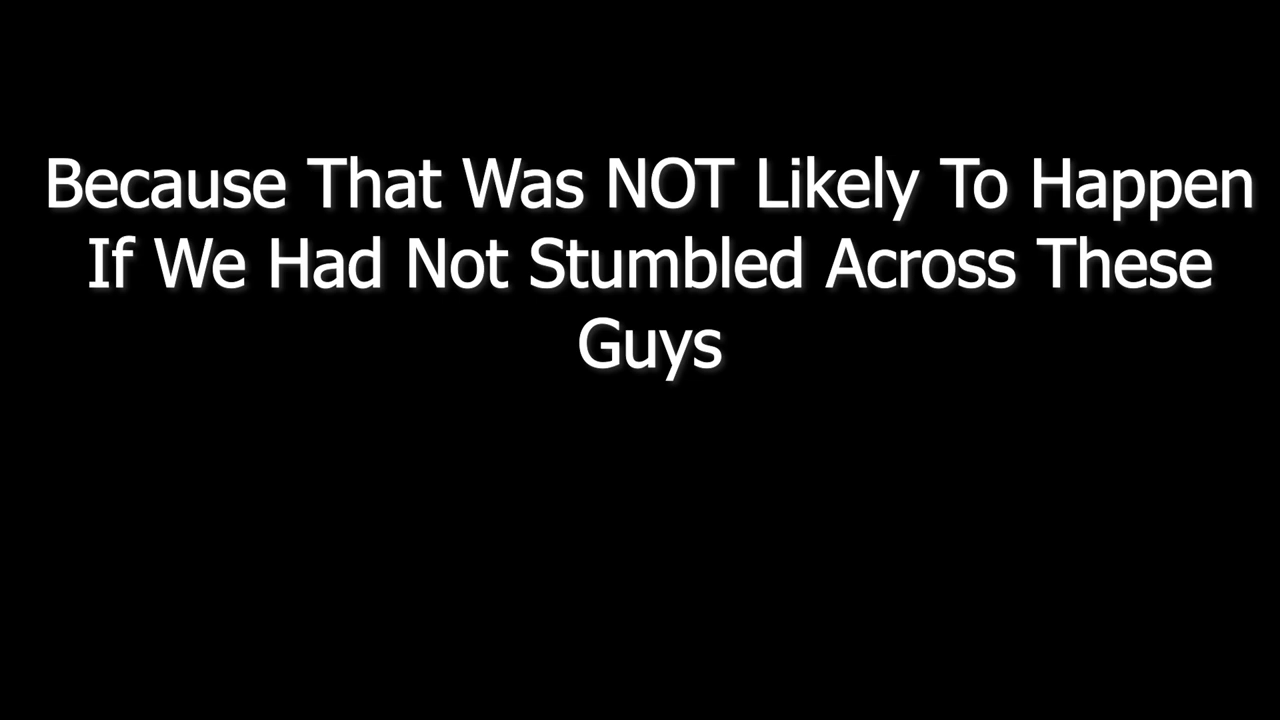 Because That Was NOT Likely To Happen
If We Had Not Stumbled Across These
Guys